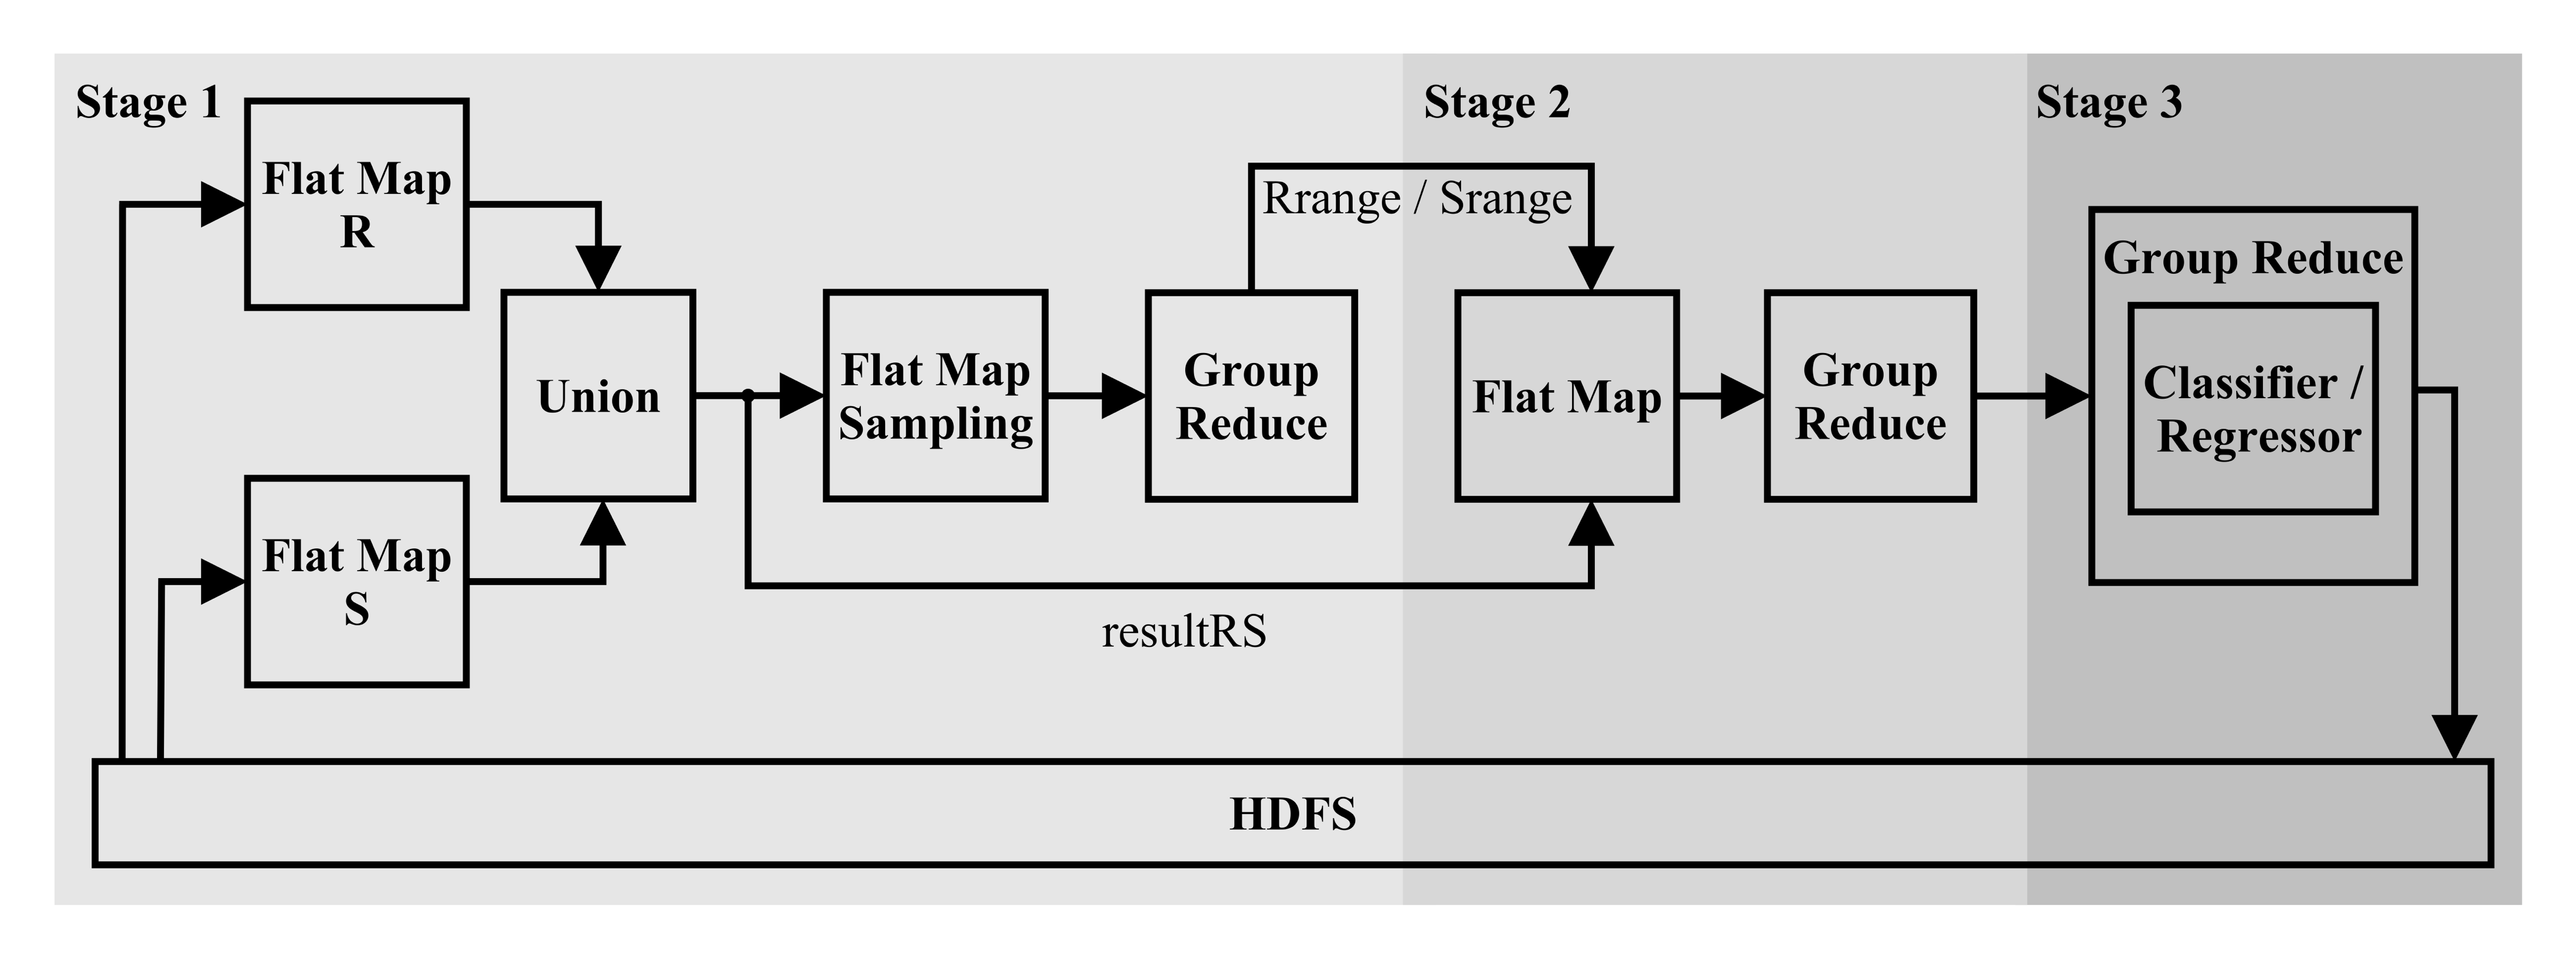 Stage 1
Flat Map
R
Flat Map
S
Union
Flat Map
Sampling
Group
Reduce
Rrange / Srange
resultRS
Stage 2
Flat Map
Group
Reduce
Stage 3
Group Reduce
Classifier /
Regressor
HDFS